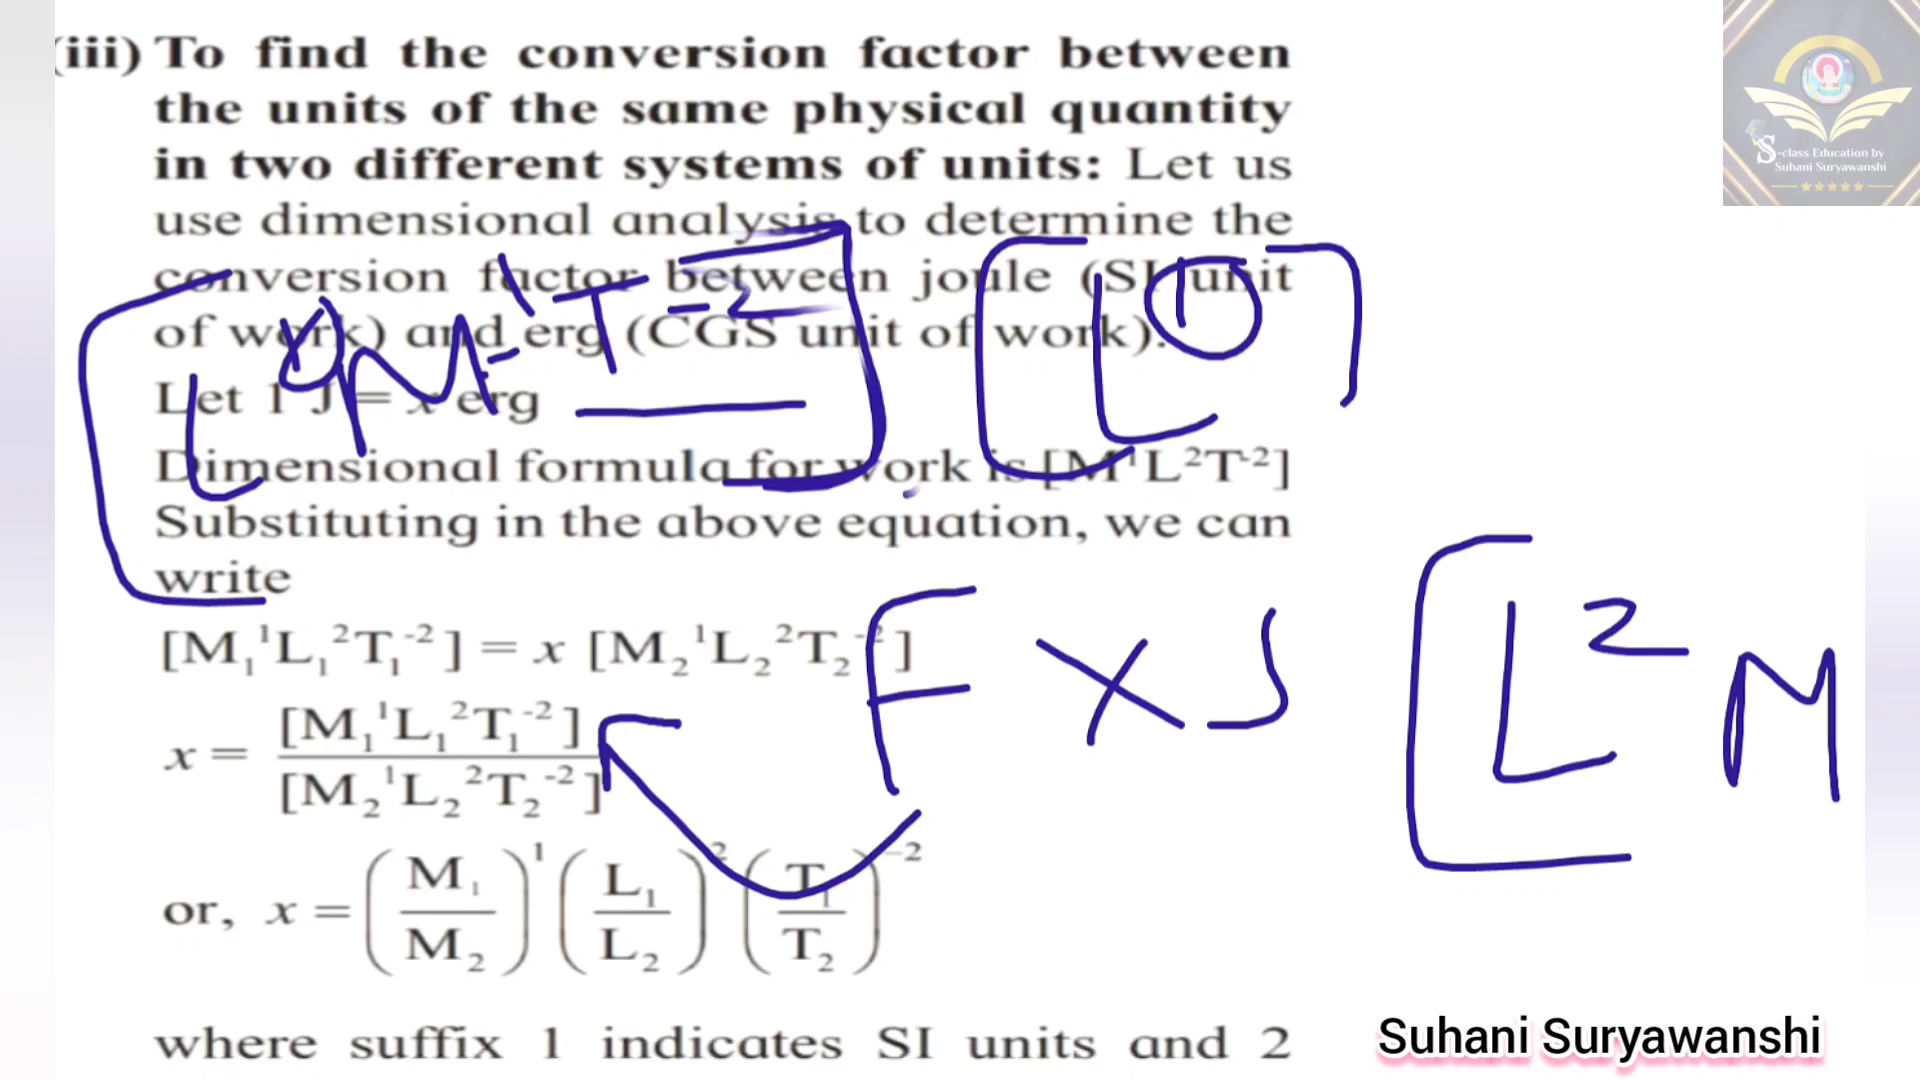 (iii) To find the conversion factor between
the units of the same physical quantity
in two different systems of units: Let us
use dimensional analysis to determine the
conversion factor between joule (SI unit
of work) and erg (CGS unit of work).
Let 1 J = x erg
Dimensional formula for work is [M¹L²T⁻²]
Substituting in the above equation, we can
write
[M₁¹L₁²T₁⁻²] = x [M₂¹L₂²T₂⁻²]
x = [M₁¹L₁²T₁⁻²] / [M₂¹L₂²T₂⁻²]
or, x = (M₁/M₂)¹ (L₁/L₂)² (T₁/T₂)⁻²
where suffix 1 indicates SI units and 2
[L¹ M¹ T⁻²] [L¹]
F × S
[L² M
S-class Education by
Suhani Suryawanshi
Suhani Suryawanshi